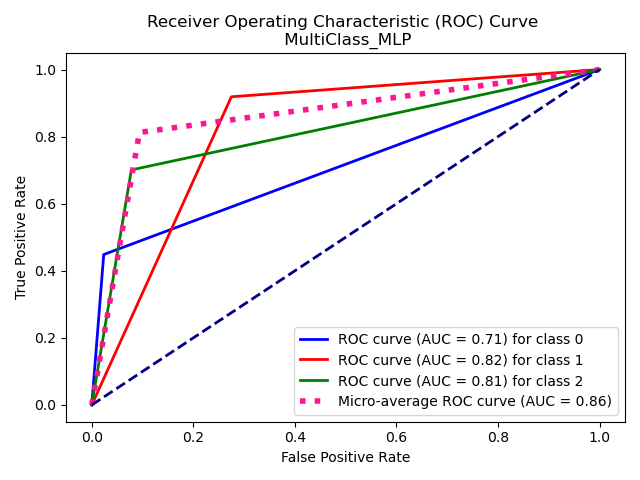 Receiver Operating Characteristic (ROC) Curve
MultiClass_MLP
True Positive Rate
1.0
0.8
0.6
0.4
0.2
0.0
ROC curve (AUC = 0.71) for class 0
ROC curve (AUC = 0.82) for class 1
ROC curve (AUC = 0.81) for class 2
Micro-average ROC curve (AUC = 0.86)
0.0 0.2 0.4 0.6 0.8 1.0
False Positive Rate